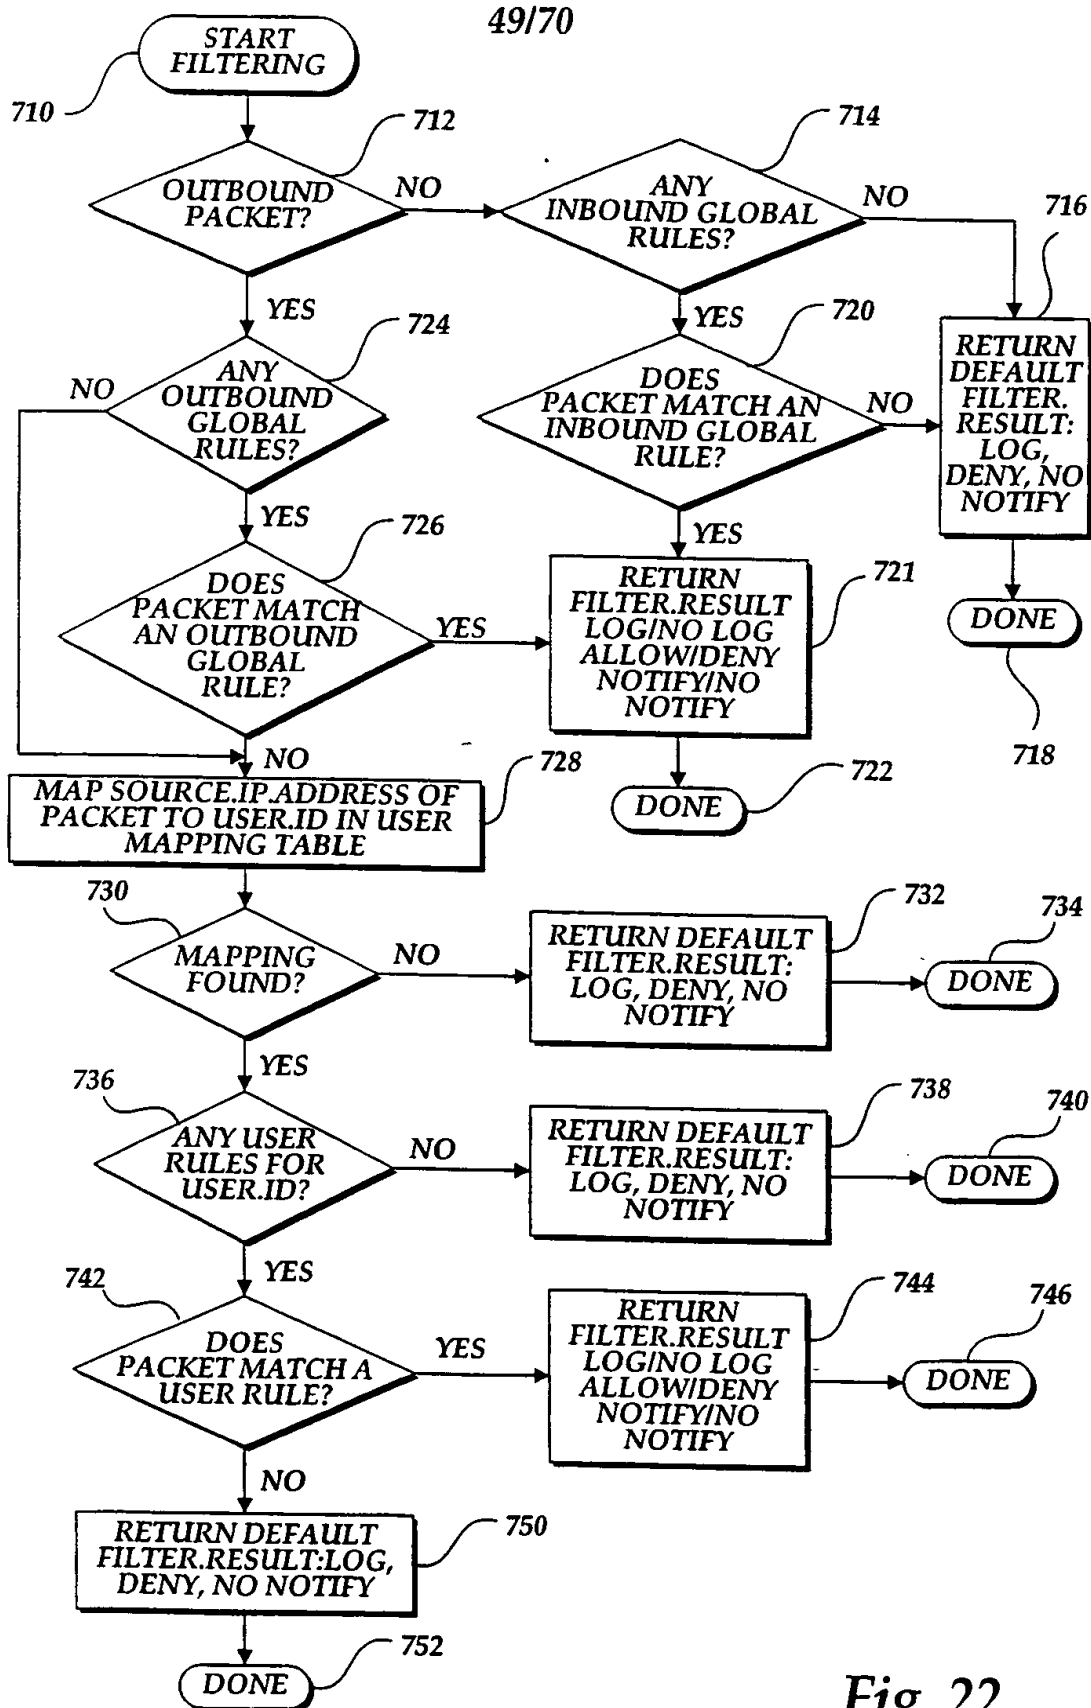 49/70
START
FILTERING
710
712
OUTBOUND
PACKET?
NO
714
ANY
INBOUND GLOBAL
RULES?
NO
716
YES
724
ANY
OUTBOUND
GLOBAL
RULES?
NO
YES
720
DOES
PACKET MATCH AN
INBOUND GLOBAL
RULE?
NO
RETURN
DEFAULT
FILTER.
RESULT:
LOG,
DENY, NO
NOTIFY
YES
726
DOES
PACKET MATCH
AN OUTBOUND
GLOBAL
RULE?
YES
YES
RETURN
FILTER.RESULT
LOG/NO LOG
ALLOW/DENY
NOTIFY/NO
NOTIFY
721
DONE
718
NO
728
MAP SOURCE.IP.ADDRESS OF
PACKET TO USER.ID IN USER
MAPPING TABLE
DONE
722
730
MAPPING
FOUND?
NO
RETURN DEFAULT
FILTER.RESULT:
LOG, DENY, NO
NOTIFY
732
DONE
734
YES
736
ANY USER
RULES FOR
USER.ID?
NO
RETURN DEFAULT
FILTER.RESULT:
LOG, DENY, NO
NOTIFY
738
DONE
740
YES
742
DOES
PACKET MATCH A
USER RULE?
YES
RETURN
FILTER.RESULT
LOG/NO LOG
ALLOW/DENY
NOTIFY/NO
NOTIFY
744
DONE
746
NO
RETURN DEFAULT
FILTER.RESULT:LOG,
DENY, NO NOTIFY
750
DONE
752
Fig. 22